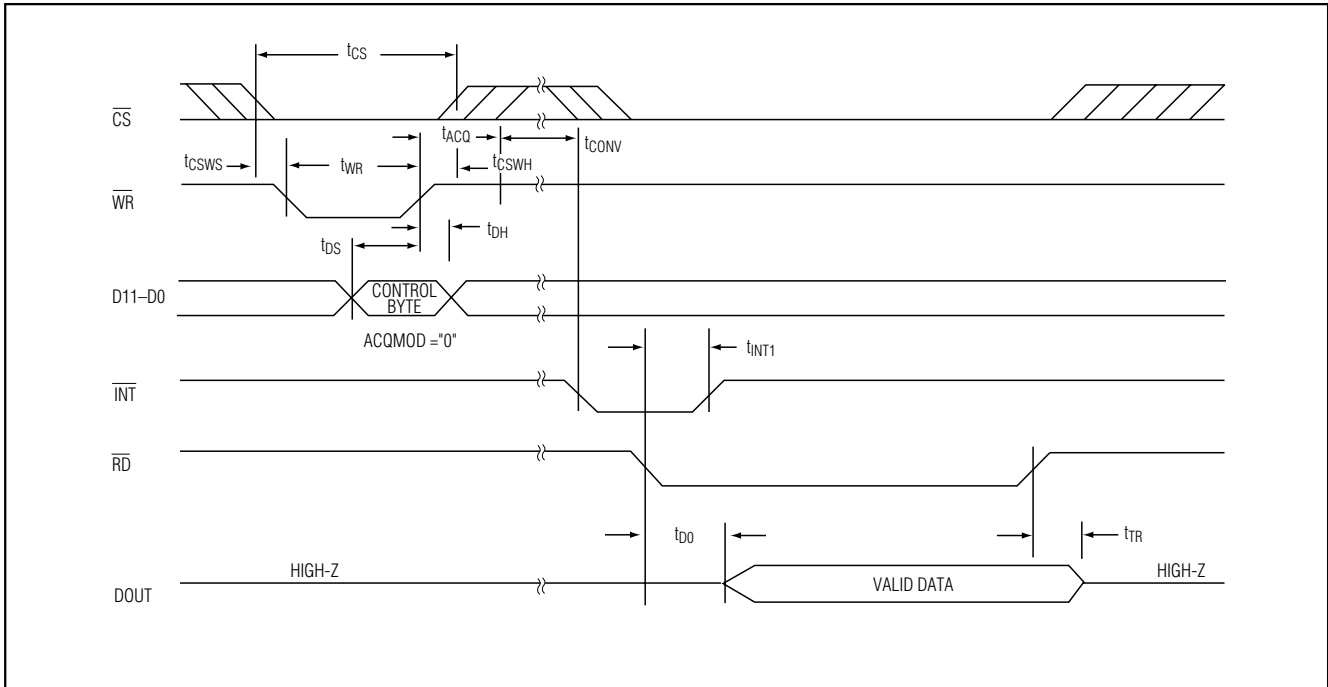 tCS
CS
tACQ
tCONV
tCSWS
tWR
tCSWH
WR
tDS
tDH
D11–D0
CONTROL
BYTE
ACQMOD ="0"
tINT1
INT
RD
tD0
tTR
HIGH-Z
HIGH-Z
DOUT
VALID DATA